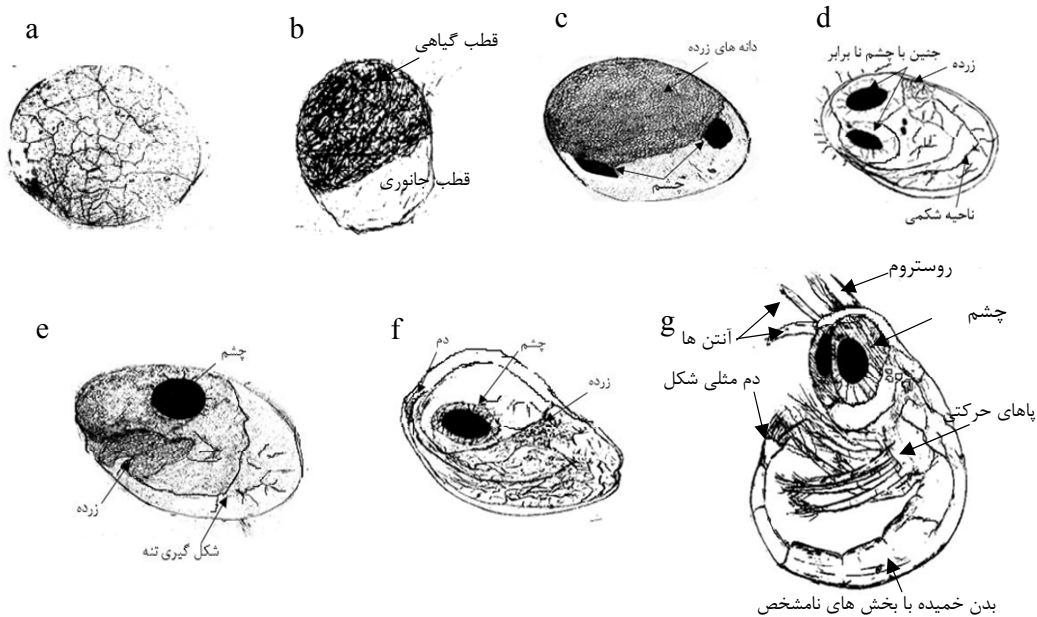 a
b
قطب گیاهی
قطب جانوری
c
دانه های زرده
چشم
d
جنین با چشم نا برابر
زرده
ناحیه شکمی
e
چشم
زرده
شکل گیری تنه
f
دم
چشم
زرده
g
روستروم
آنتن ها
چشم
دم مثلی شکل
پاهای حرکتی
بدن خمیده با بخش های نامشخص